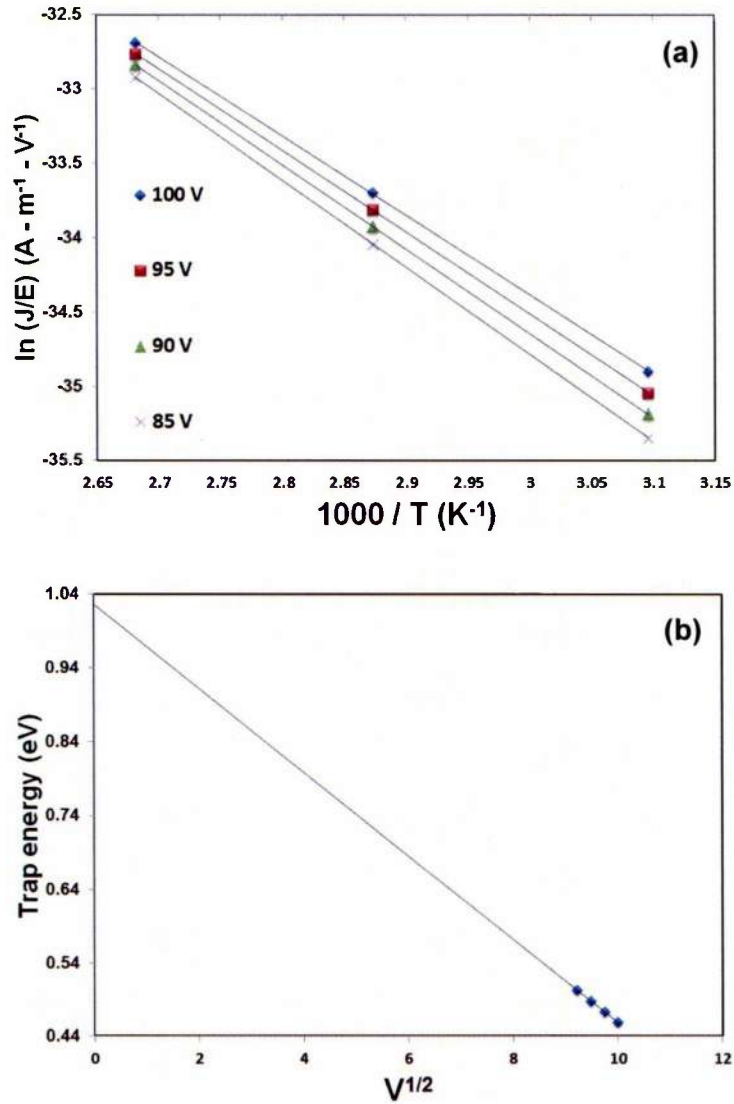 (a)
ln (J/E) (A - m⁻¹ - V⁻¹)
-32.5
-33
-33.5
-34
-34.5
-35
-35.5
100 V
95 V
90 V
85 V
2.65 2.7 2.75 2.8 2.85 2.9 2.95 3 3.05 3.1 3.15
1000 / T (K⁻¹)
(b)
Trap energy (eV)
1.04
0.94
0.84
0.74
0.64
0.54
0.44
0 2 4 6 8 10 12
V¹/²